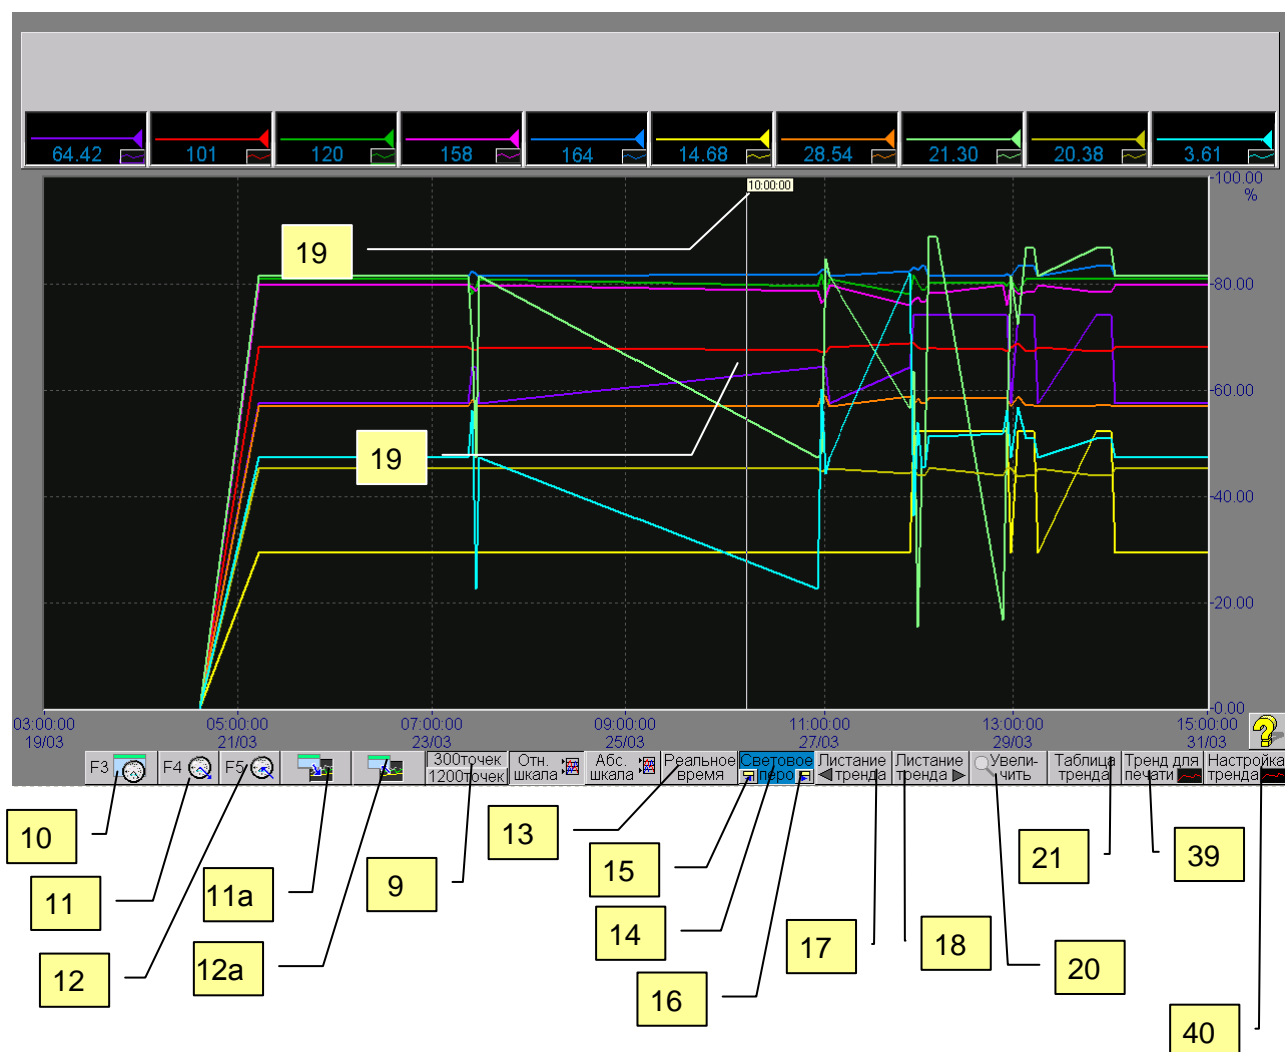 64.42 101 120 158 164 14.68 28.54 21.30 20.38 3.61
10:00:00
100.00
%
19
80.00
60.00
19
40.00
20.00
0.00
03:00:00 05:00:00 07:00:00 09:00:00 11:00:00 13:00:00 15:00:00
19/03 21/03 23/03 25/03 27/03 29/03 31/03
F3 F4 F5
300точек
1200точек
Отн.
шкала
Абс.
шкала
Реальное
время
Световое
перо
Листание
тренда
Листание
тренда
Увели-
чить
Таблица
тренда
Тренд для
печати
Настройка
тренда
10
11
12
11а
12а
9
13
15
14
16
17
18
20
21
39
40